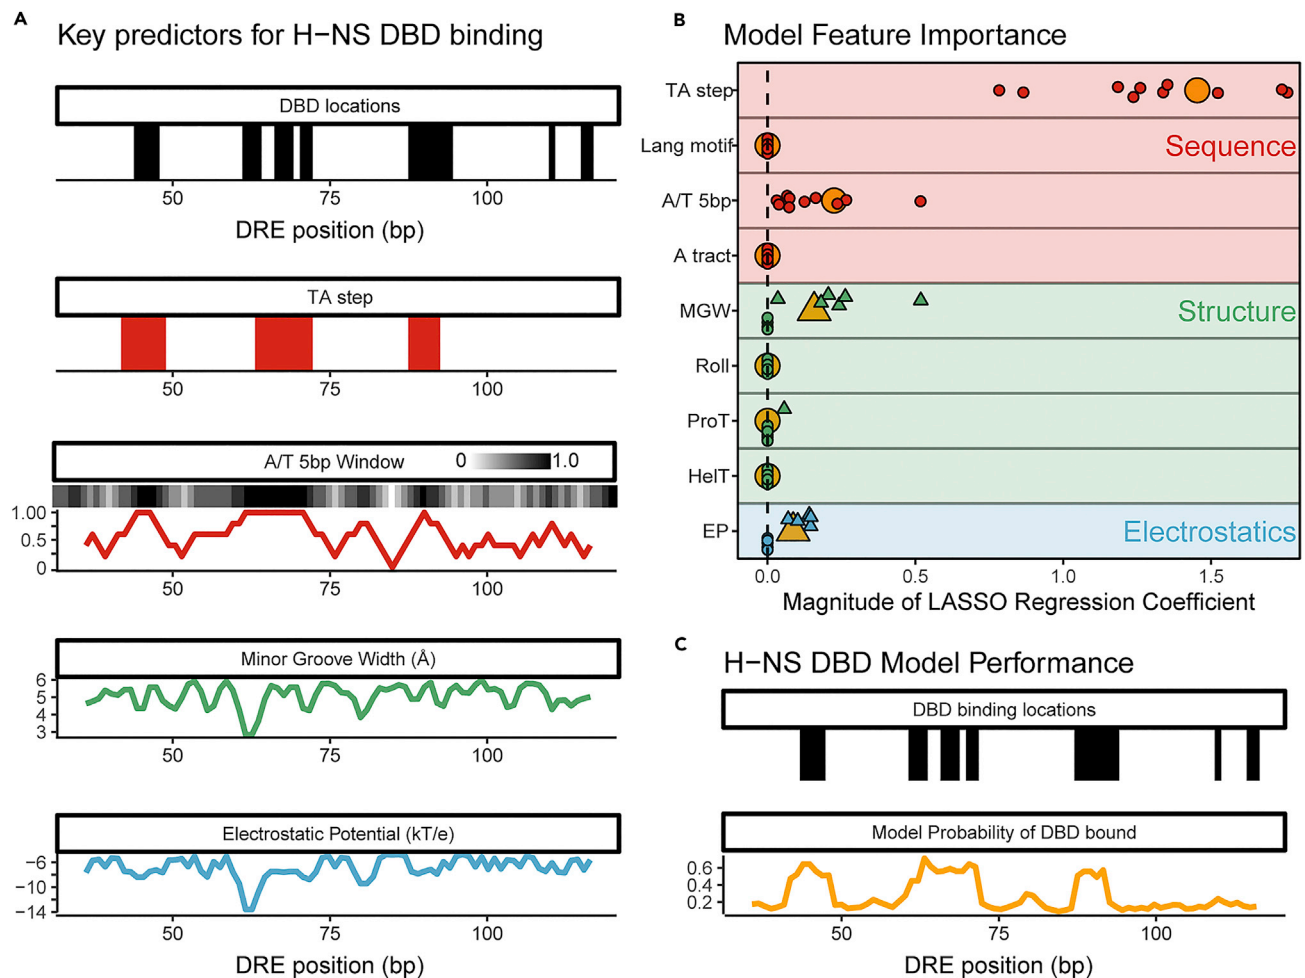 A
Key predictors for H−NS DBD binding
DBD locations
50 75 100
DRE position (bp)
TA step
50 75 100
A/T 5bp Window 0 1.0
1.00
0.5
0
50 75 100
Minor Groove Width (Å)
6
5
4
3
50 75 100
Electrostatic Potential (kT/e)
−6
−10
−14
50 75 100
DRE position (bp)
B
Model Feature Importance
TA step
Lang motif
Sequence
A/T 5bp
A tract
MGW
Structure
Roll
ProT
HelT
EP
Electrostatics
0.0 0.5 1.0 1.5
Magnitude of LASSO Regression Coefficient
C
H−NS DBD Model Performance
DBD binding locations
Model Probability of DBD bound
0.6
0.4
0.2
50 75 100
DRE position (bp)